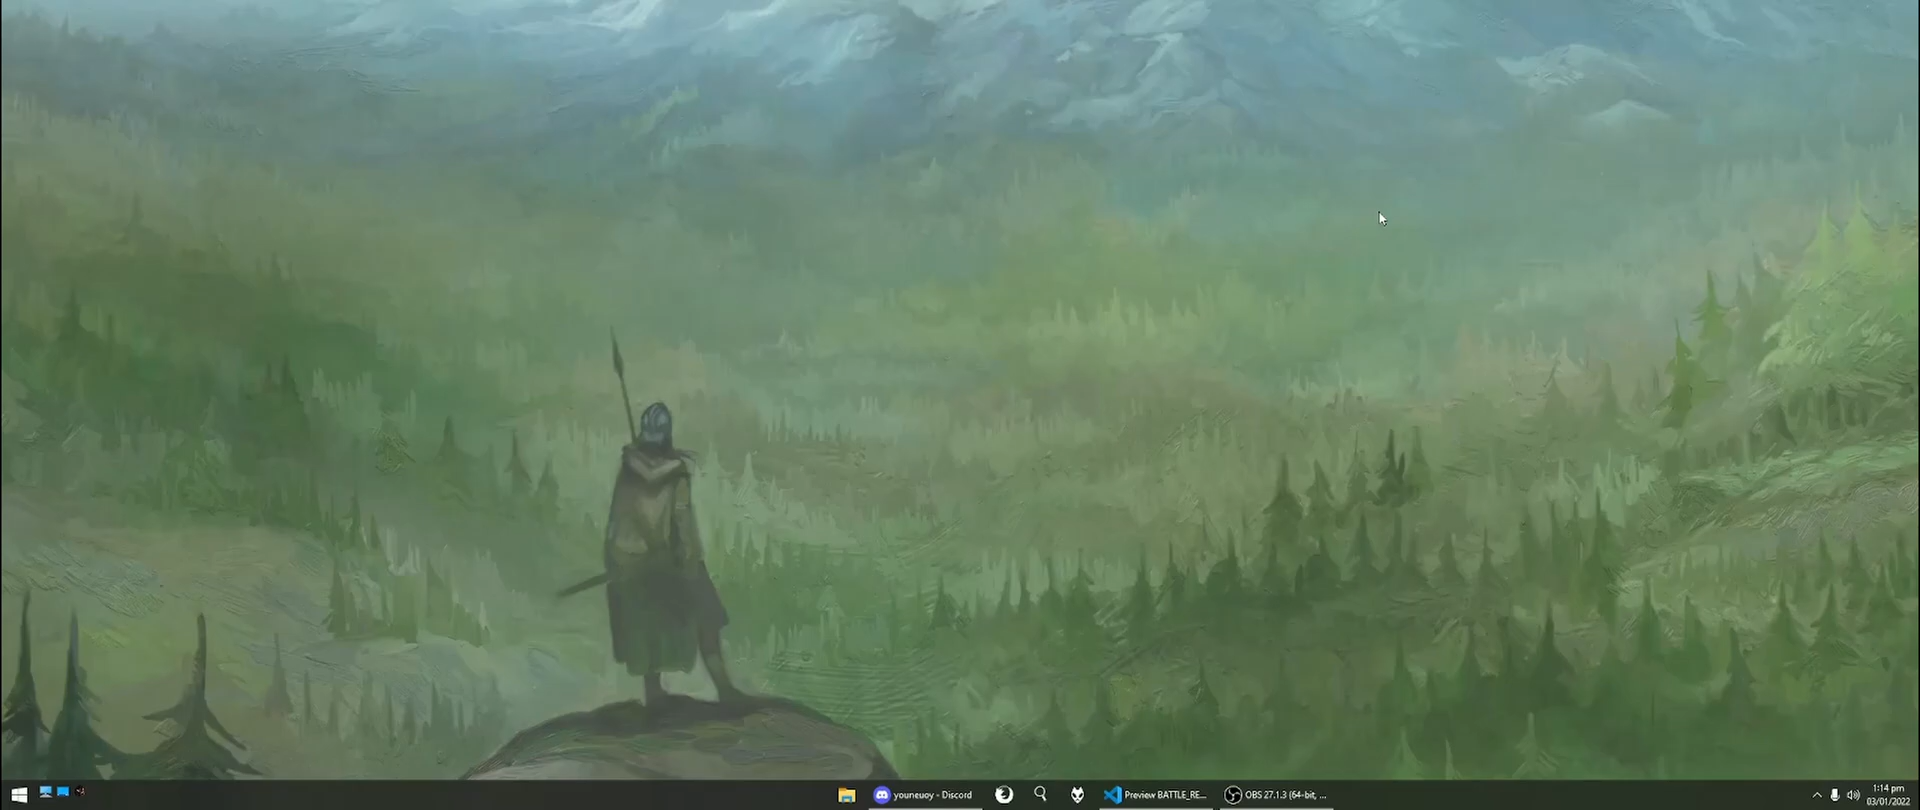 youneuoy - Discord
Preview BATTLE_RE...
OBS 27.1.3 (64-bit, ...
1:14 pm
03/01/2022